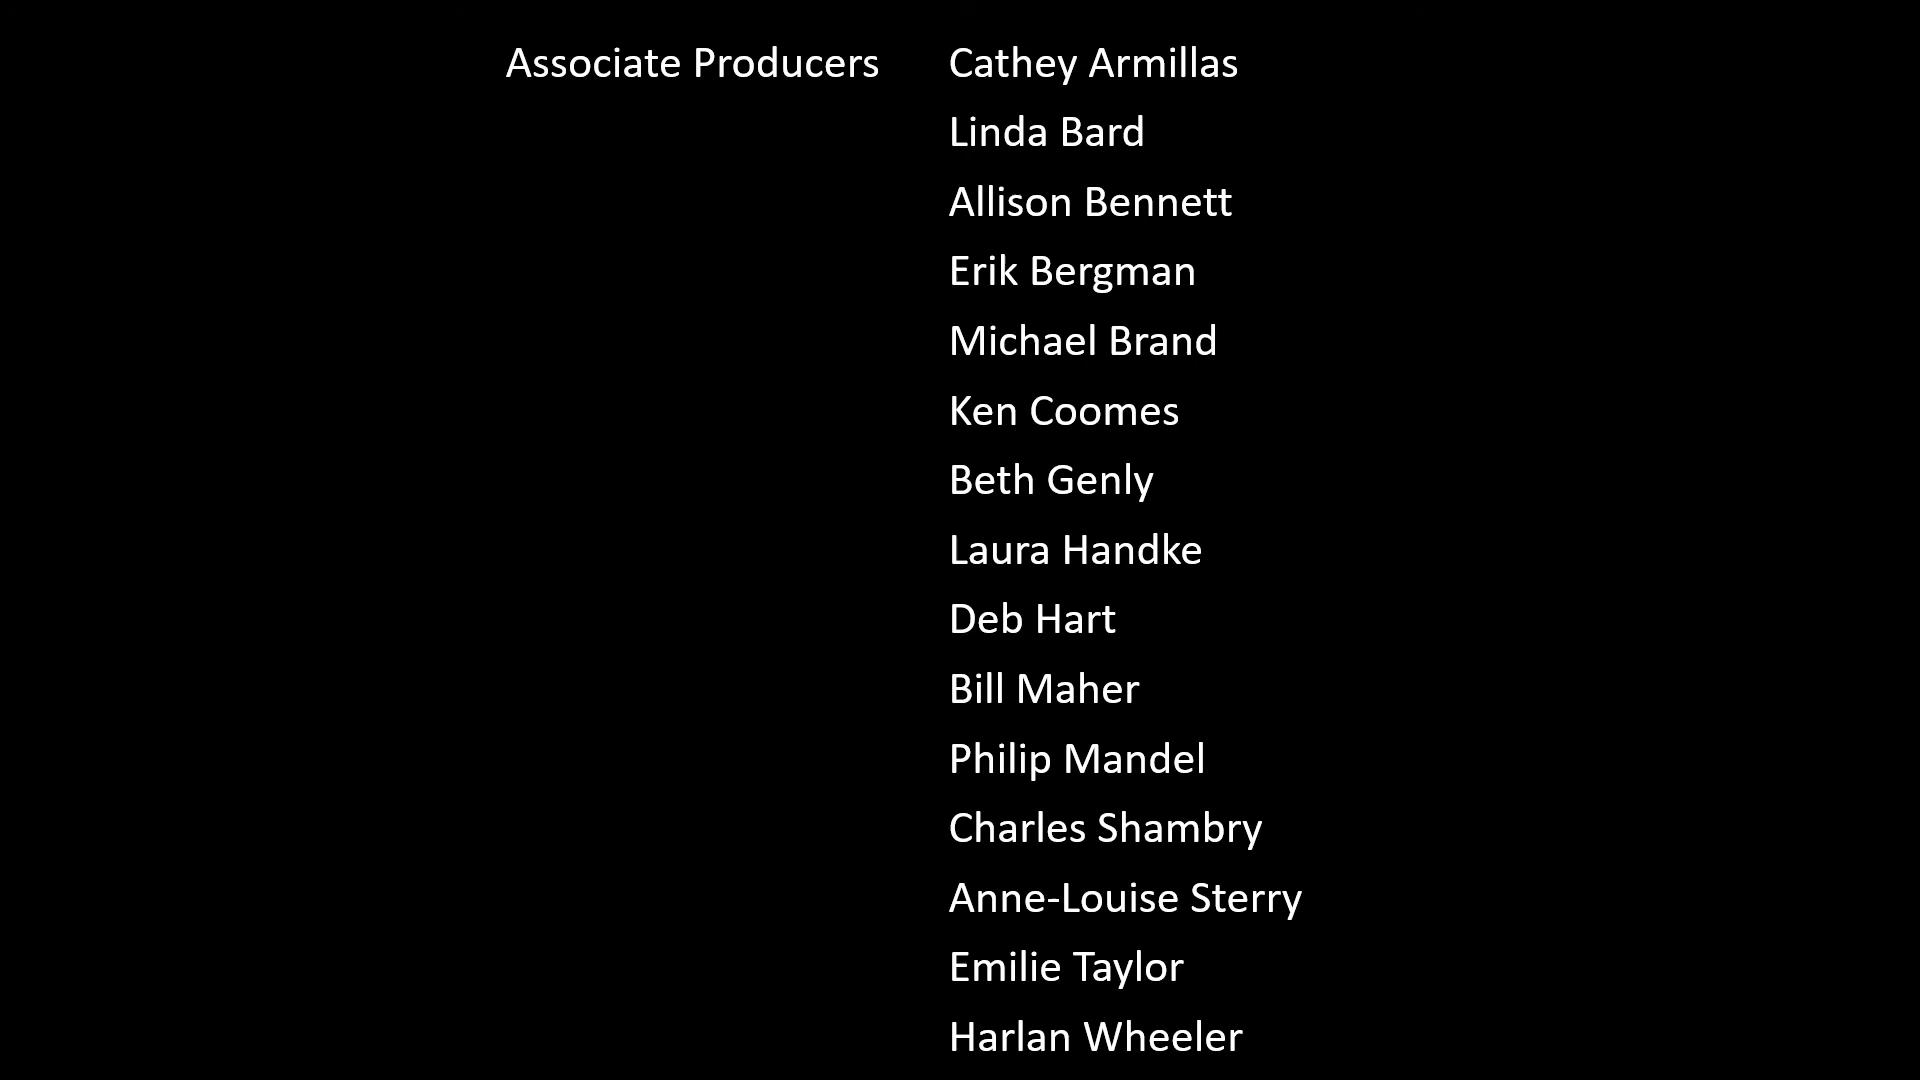 Associate Producers Cathey Armillas
Linda Bard
Allison Bennett
Erik Bergman
Michael Brand
Ken Coomes
Beth Genly
Laura Handke
Deb Hart
Bill Maher
Philip Mandel
Charles Shambry
Anne-Louise Sterry
Emilie Taylor
Harlan Wheeler